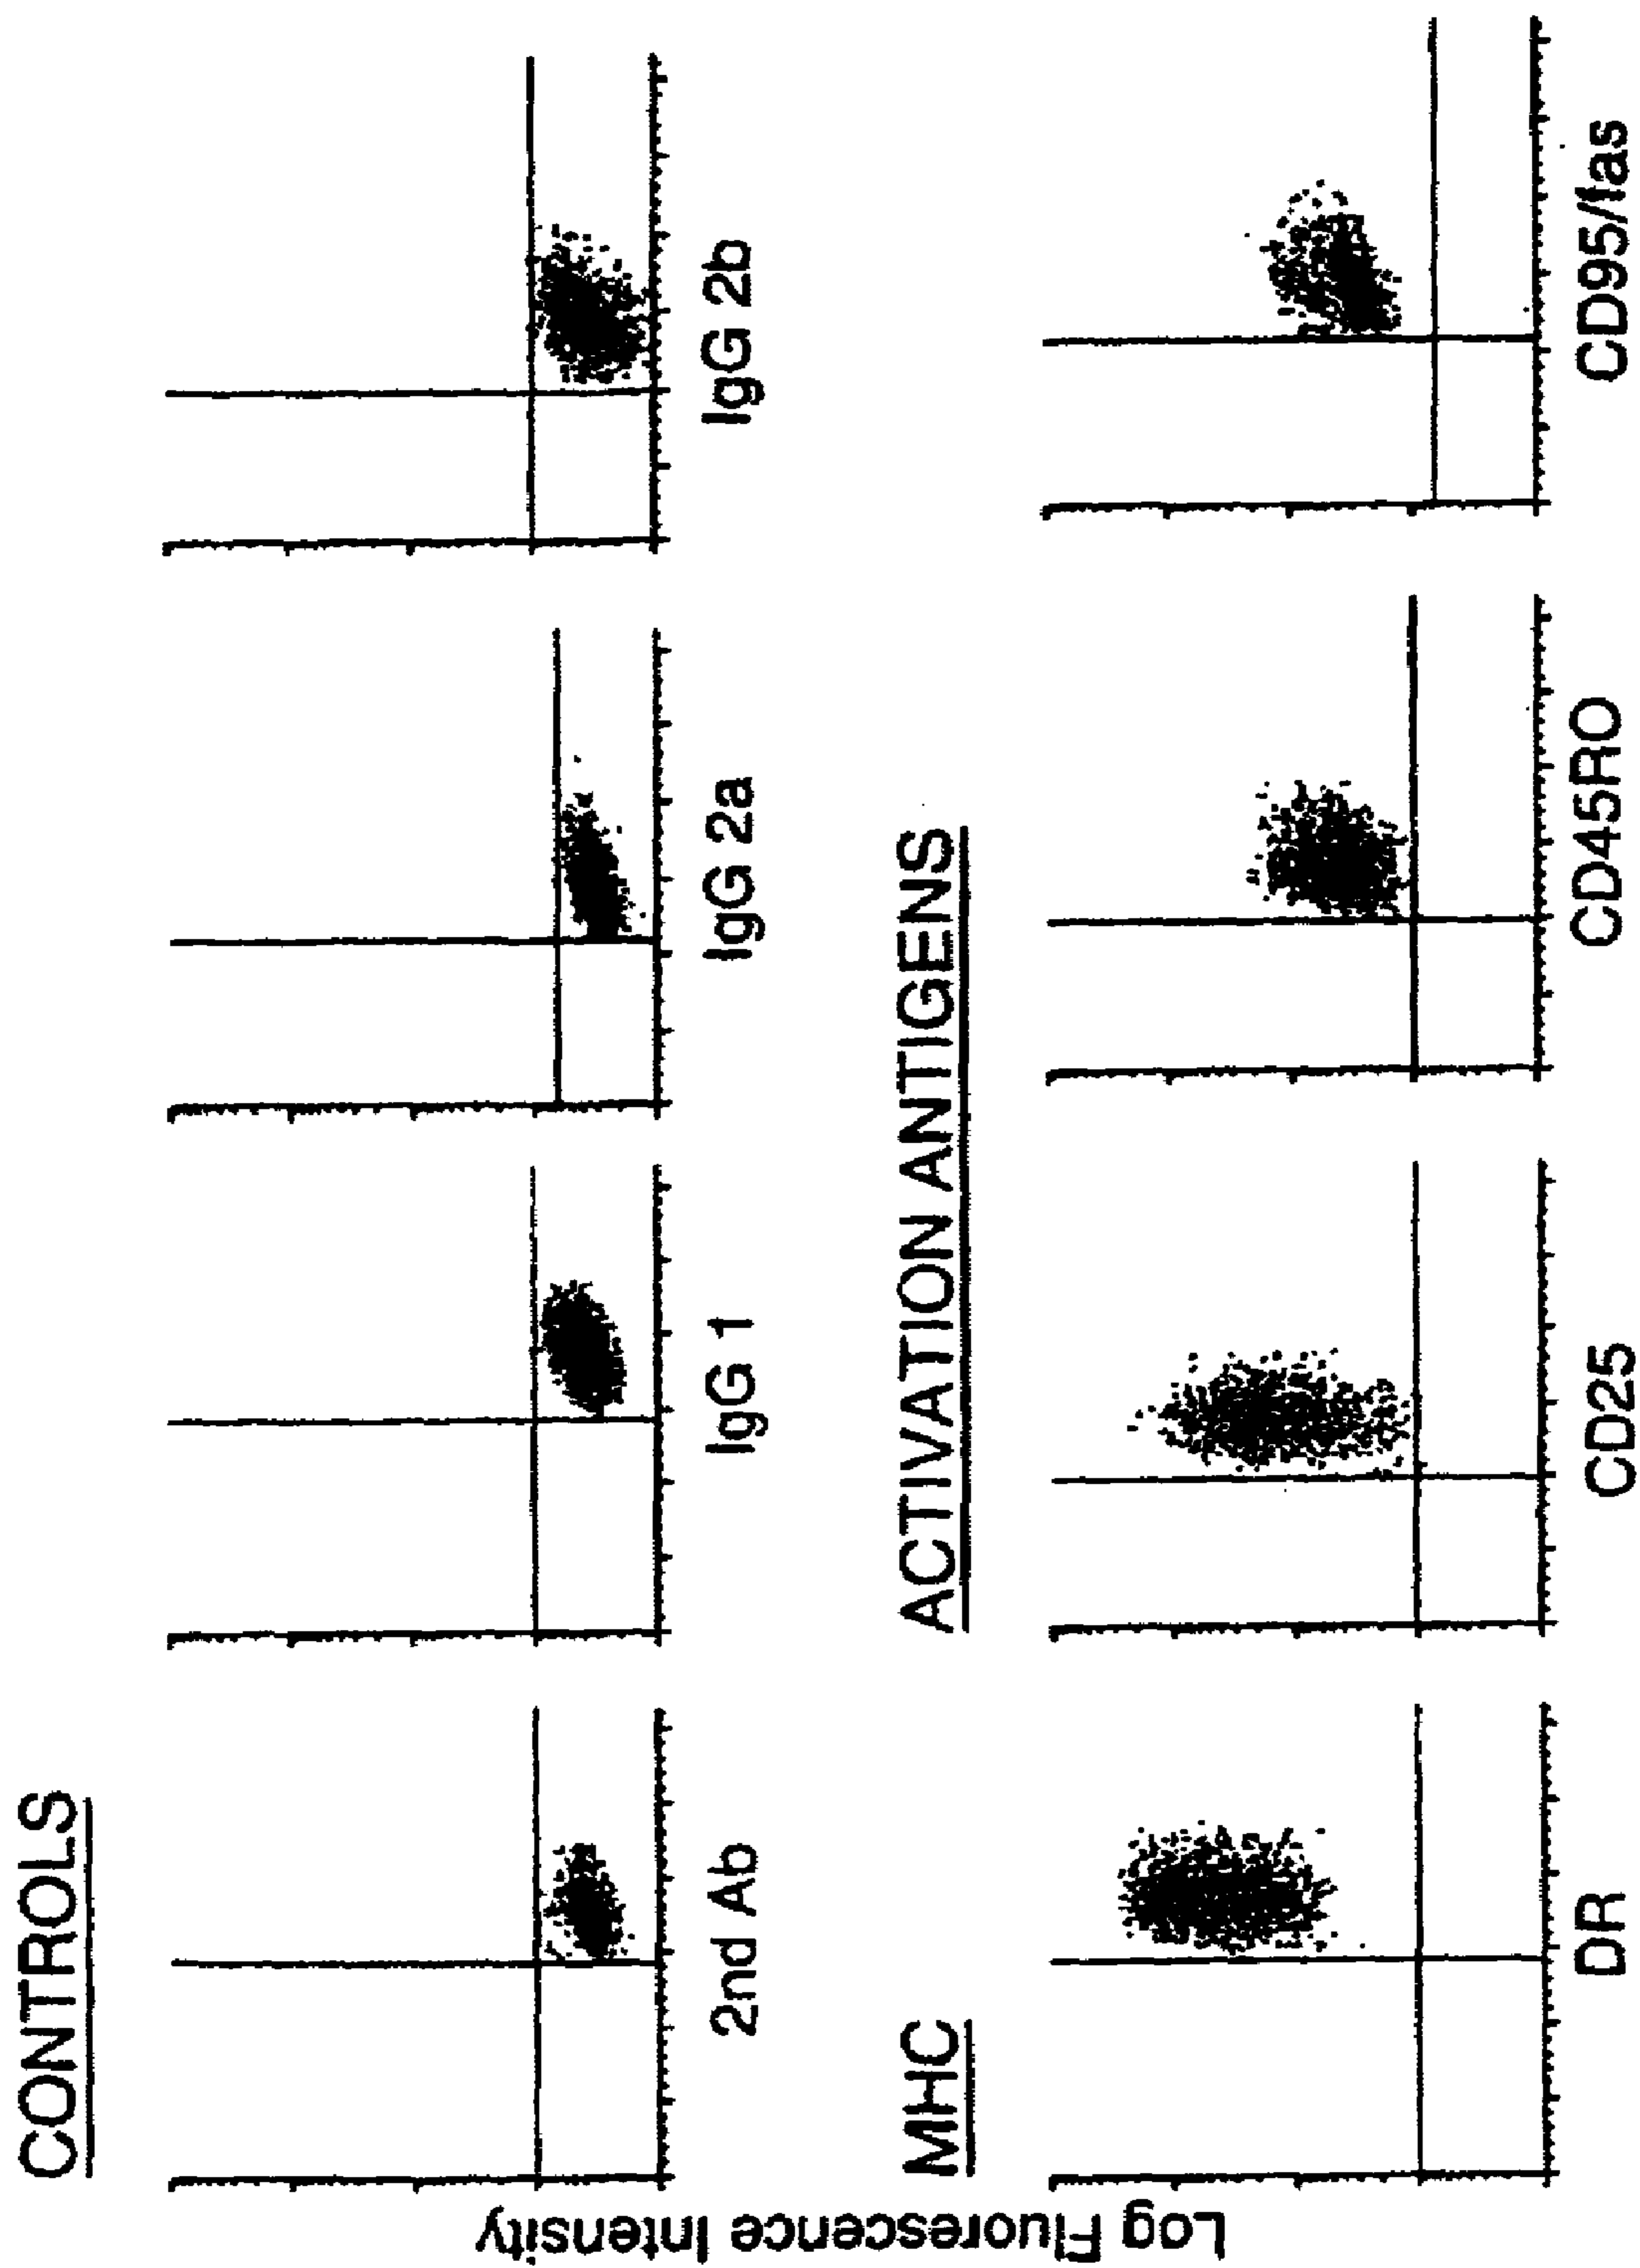 CONTROLS
2nd Ab
IgG 1
IgG 2a
IgG 2b
Log Fluorescence Intensity
MHC
ACTIVATION ANTIGENS
DR
CD25
CD45RO
CD95/fas